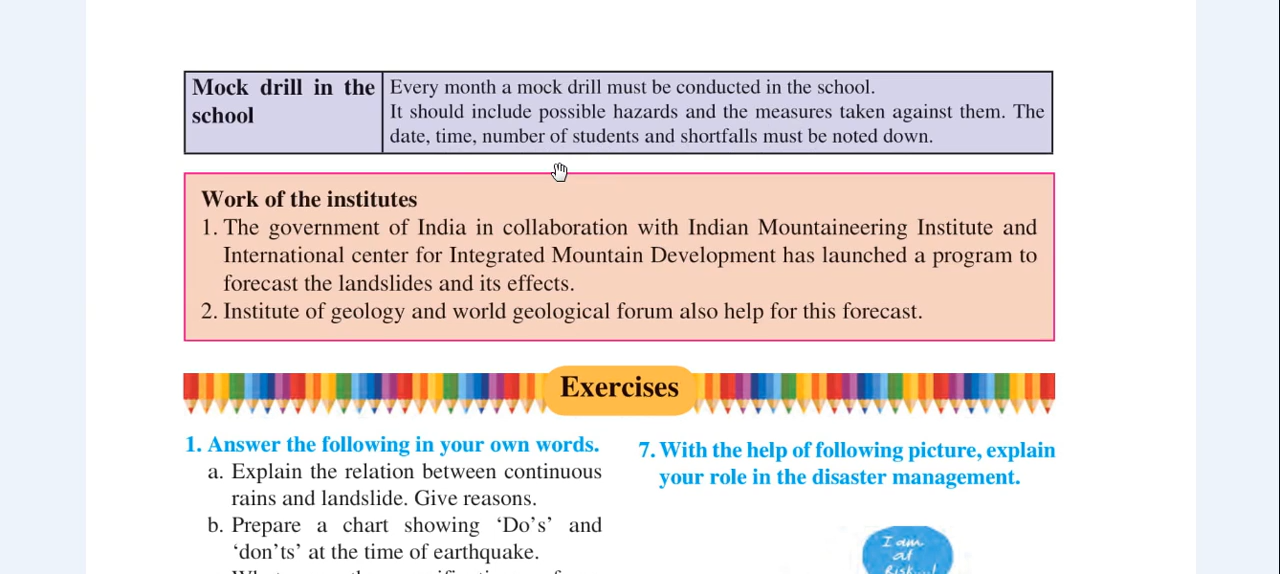 Mock drill in the school
Every month a mock drill must be conducted in the school.
It should include possible hazards and the measures taken against them. The
date, time, number of students and shortfalls must be noted down.
Work of the institutes
1. The government of India in collaboration with Indian Mountaineering Institute and
International center for Integrated Mountain Development has launched a program to
forecast the landslides and its effects.
2. Institute of geology and world geological forum also help for this forecast.
Exercises
1. Answer the following in your own words.
a. Explain the relation between continuous
rains and landslide. Give reasons.
b. Prepare a chart showing ‘Do’s’ and
‘don’ts’ at the time of earthquake.
7. With the help of following picture, explain
your role in the disaster management.
I am
at
Risk..!